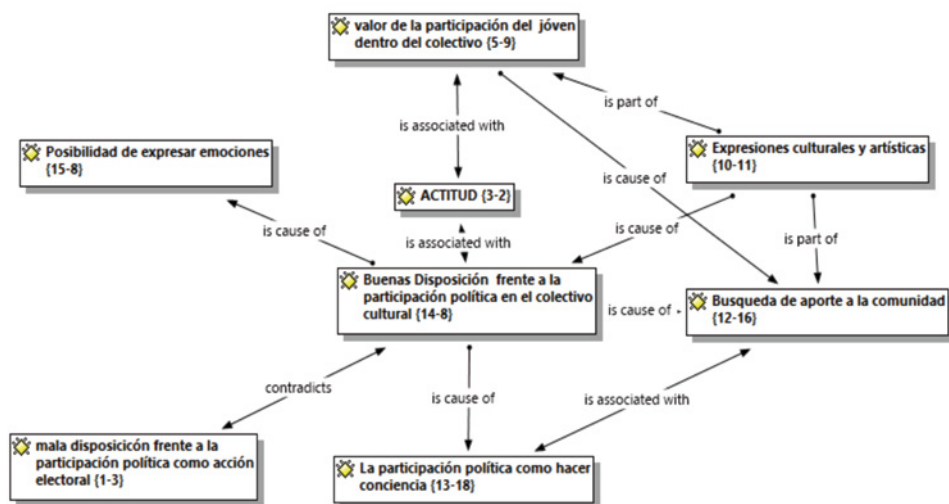 valor de la participación del jóven
dentro del colectivo {5-9}
is part of
is associated with
Posibilidad de expresar emociones
{15-8}
Expresiones culturales y artísticas
{10-11}
is cause of
ACTITUD {3-2}
is cause of
is associated with
is cause of
is part of
Buenas Disposición frente a la
participación política en el colectivo
cultural {14-8}
is cause of
Busqueda de aporte a la comunidad
{12-16}
contradicts
is cause of
is associated with
mala disposicicón frente a la
participación política como acción
electoral {1-3}
La participación política como hacer
conciencia {13-18}